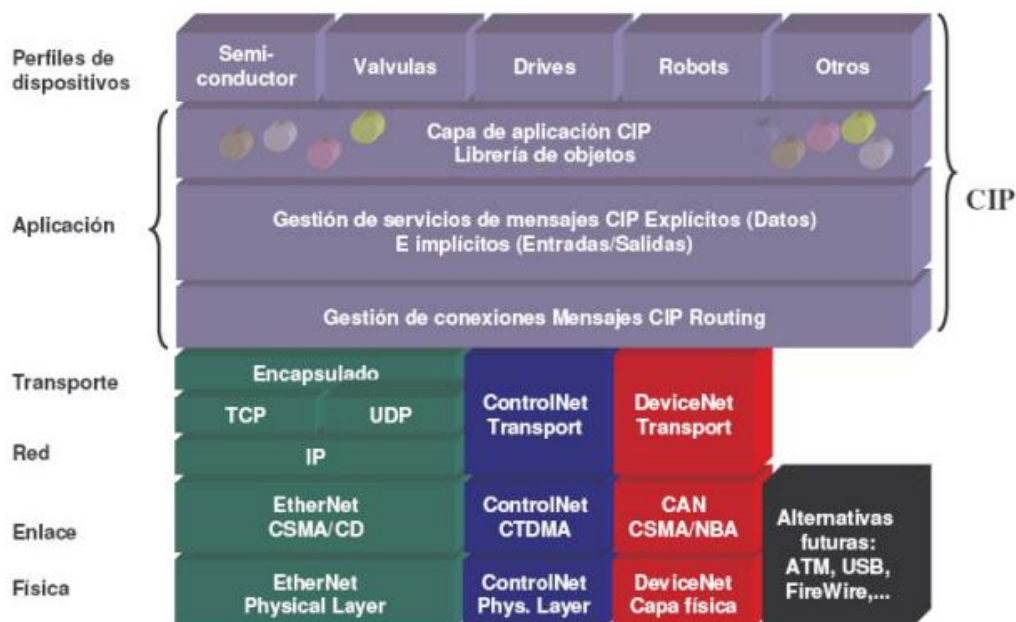 Perfiles de
dispositivos
Semi-
conductor
Valvulas
Drives
Robots
Otros
Capa de aplicación CIP
Librería de objetos
Aplicación
Gestión de servicios de mensajes CIP Explícitos (Datos)
E implícitos (Entradas/Salidas)
CIP
Gestión de conexiones Mensajes CIP Routing
Transporte
Encapsulado
TCP
UDP
ControlNet
Transport
DeviceNet
Transport
Red
IP
Enlace
EtherNet
CSMA/CD
ControlNet
CTDMA
CAN
CSMA/NBA
Alternativas
futuras:
ATM, USB,
FireWire,...
Física
EtherNet
Physical Layer
ControlNet
Phys. Layer
DeviceNet
Capa física